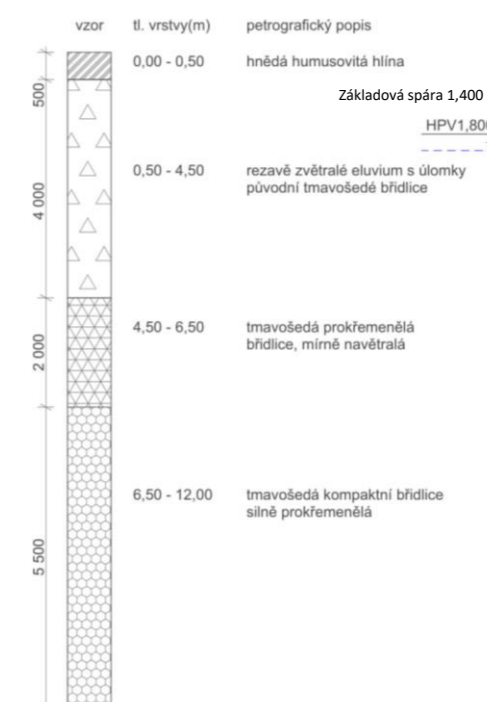 vzor tl. vrstvy(m) petrografický popis
0,00 - 0,50 hnědá humusovitá hlína
500
Základová spára 1,400
HPV1,800
0,50 - 4,50 rezavě zvětralé eluvium s úlomky
původní tmavošedé břidlice
4 000
4,50 - 6,50 tmavošedá prokřemenělá
břidlice, mírně navětralá
2 000
6,50 - 12,00 tmavošedá kompaktní břidlice
silně prokřemenělá
5 500